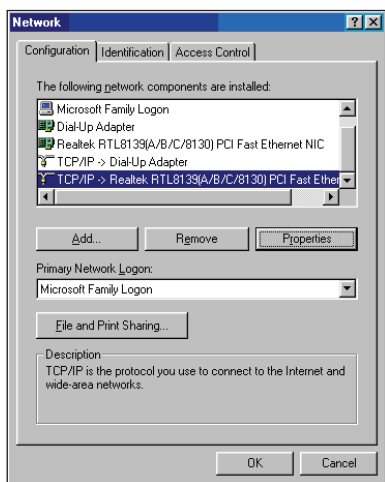 Network
Configuration Identification Access Control
The following network components are installed:
Microsoft Family Logon
Dial-Up Adapter
Realtek RTL8139(A/B/C/8130) PCI Fast Ethernet NIC
TCP/IP -> Dial-Up Adapter
TCP/IP -> Realtek RTL8139(A/B/C/8130) PCI Fast Ether
Add... Remove Properties
Primary Network Logon:
Microsoft Family Logon
File and Print Sharing...
Description
TCP/IP is the protocol you use to connect to the Internet and
wide-area networks.
OK Cancel